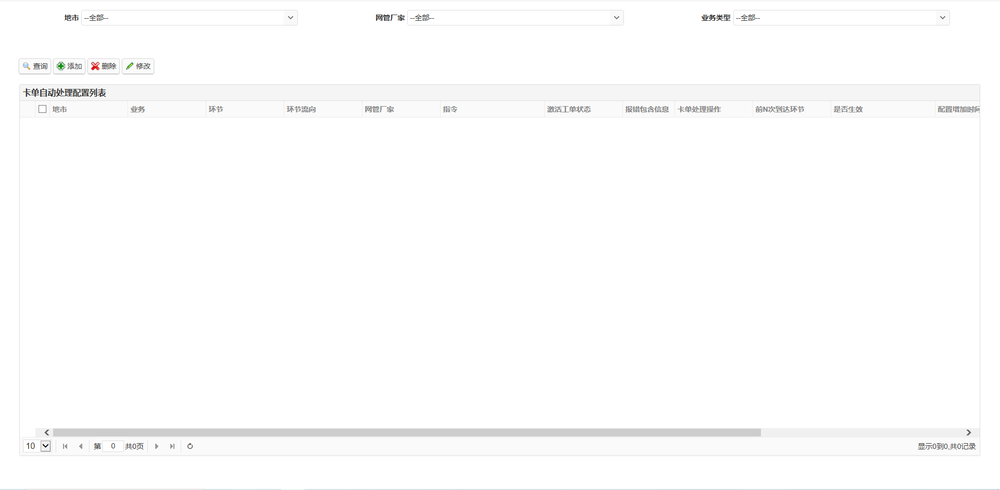 地市 --全部-- 网管厂家 --全部-- 业务类型 --全部--
查询 添加 删除 修改
卡单自动处理配置列表
地市 业务 环节 环节流向 网管厂家 指令 激活工单状态 报错包含信息 卡单处理操作 前N次到达环节 是否生效 配置增加时间
10 第 0 共0页 显示0到0,共0记录